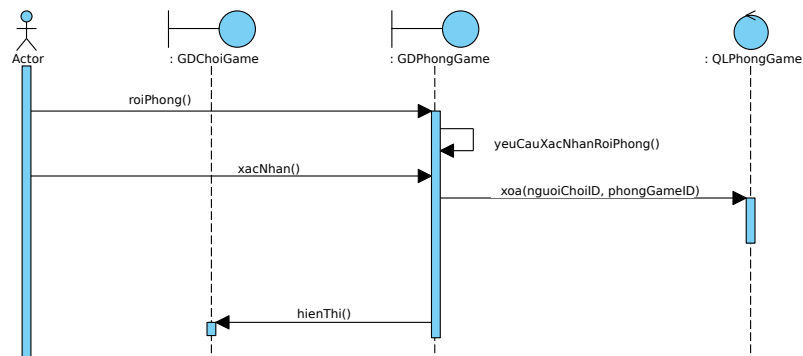 Actor
: GDChoiGame
: GDPhongGame
: QLPhongGame
roiPhong()
yeuCauXacNhanRoiPhong()
xacNhan()
xoa(nguoiChoiID, phongGameID)
hienThi()